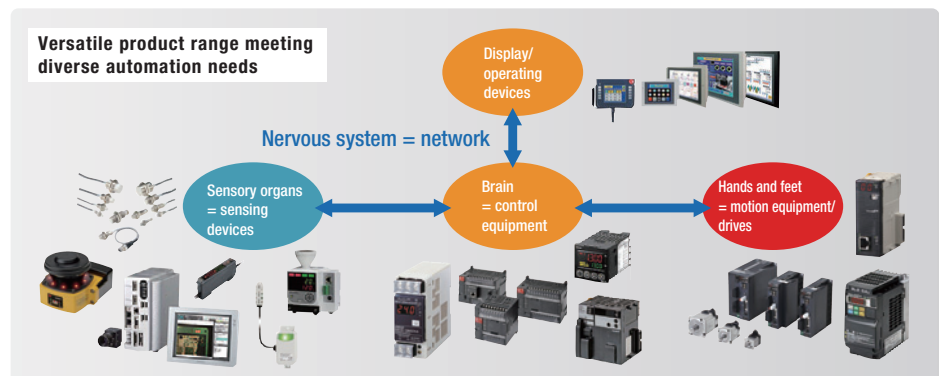 Versatile product range meeting
diverse automation needs
Display/
operating
devices
Nervous system = network
Sensory organs
= sensing
devices
Brain
= control
equipment
Hands and feet
= motion equipment/
drives